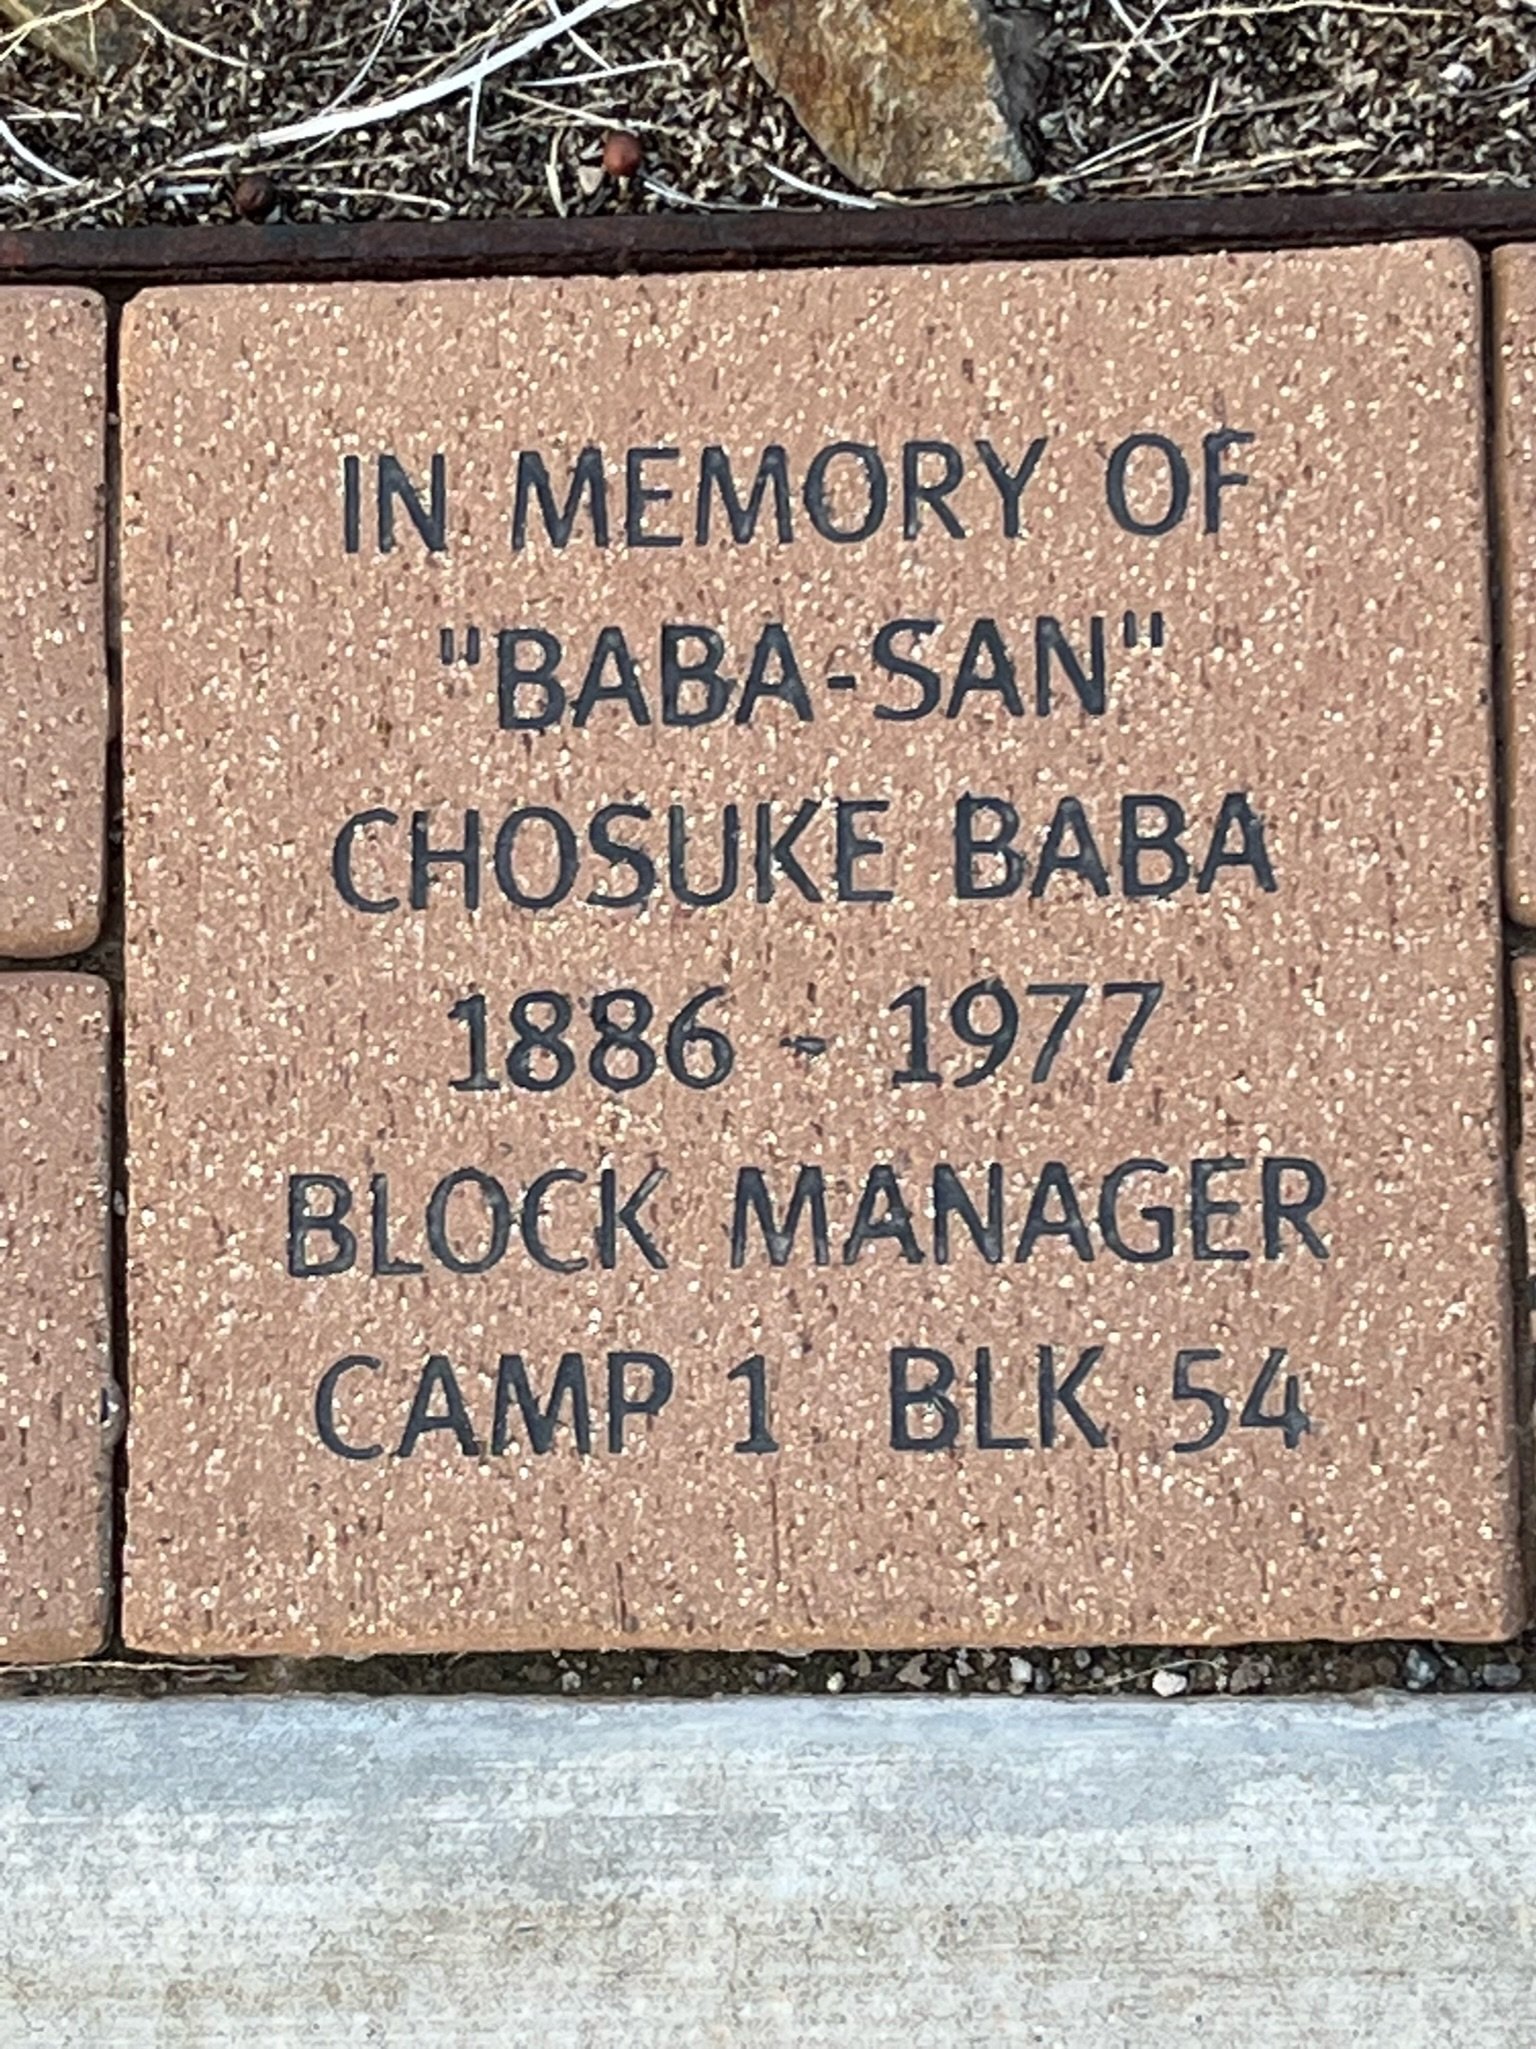 IN MEMORY OF
"BABA-SAN"
CHOSUKE BABA
1886 - 1977
BLOCK MANAGER
CAMP 1 BLK 54